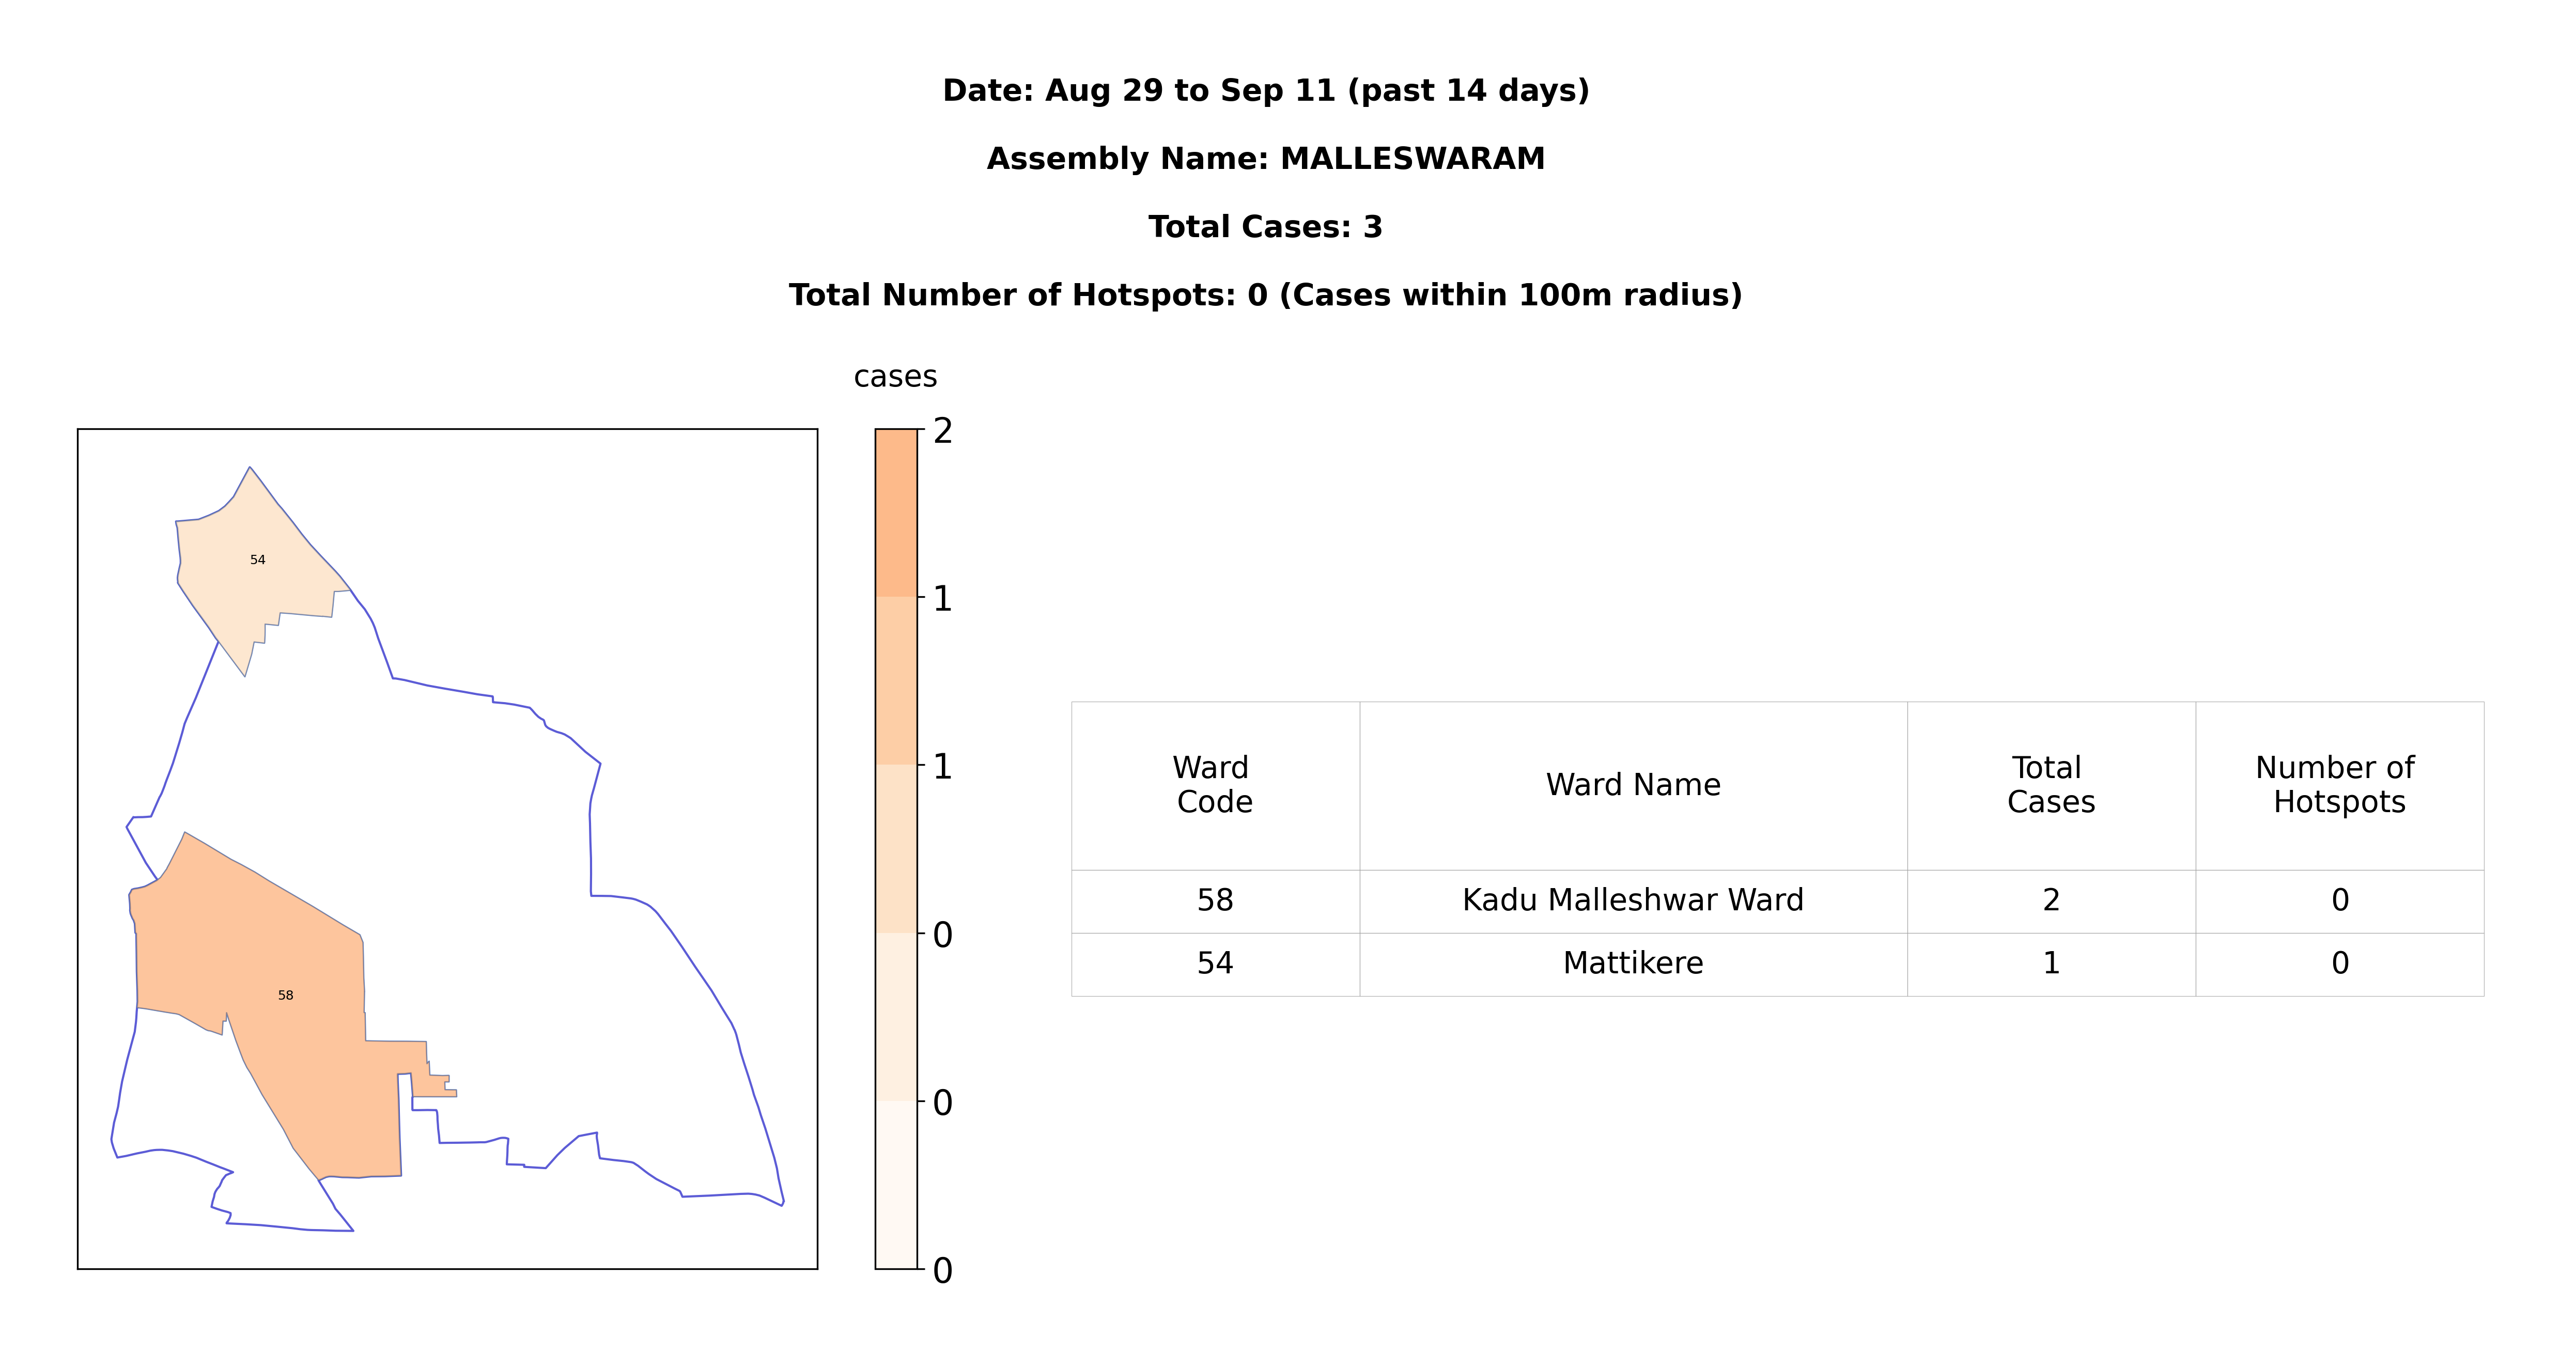 Date: Aug 29 to Sep 11 (past 14 days)
Assembly Name: MALLESWARAM
Total Cases: 3
Total Number of Hotspots: 0 (Cases within 100m radius)
cases
2
1
1
0
0
0
54
58
Ward Code Ward Name Total Cases Number of Hotspots
58 Kadu Malleshwar Ward 2 0
54 Mattikere 1 0